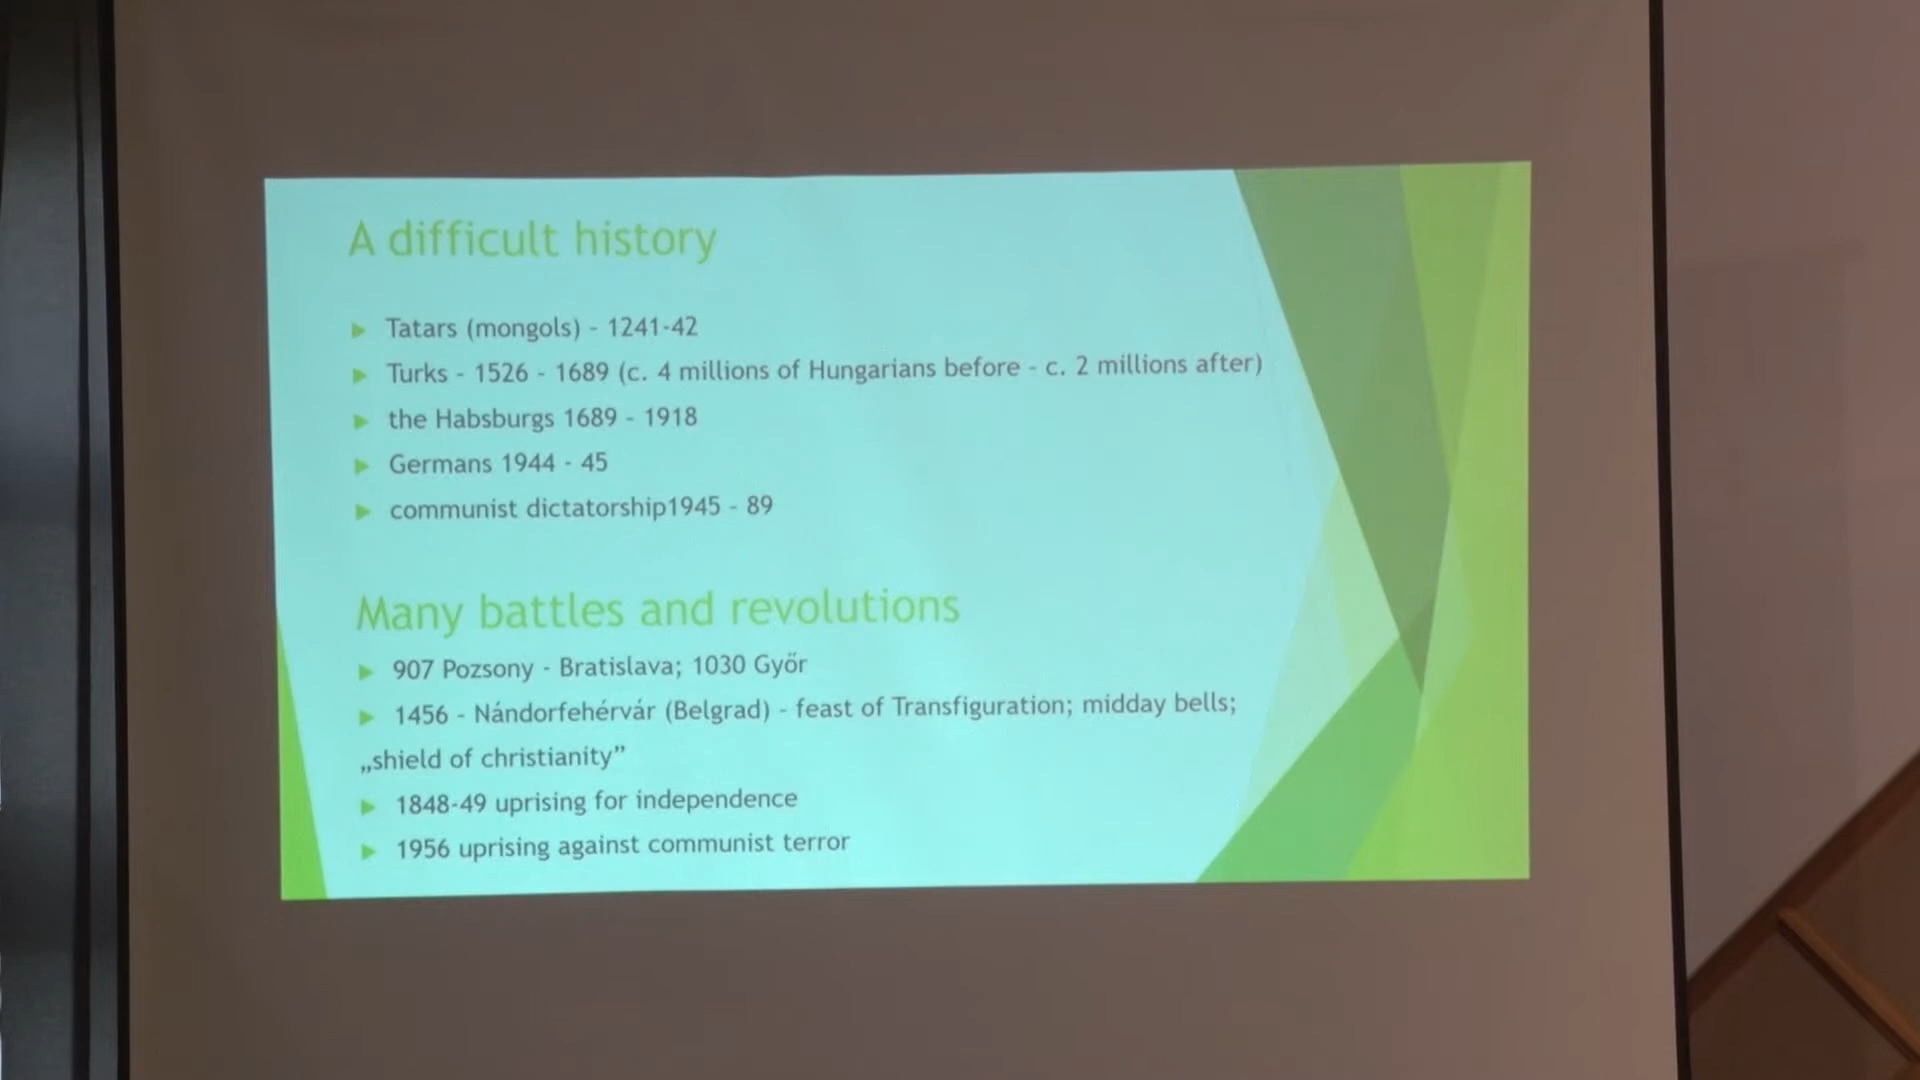 A difficult history
Tatars (mongols) - 1241-42
Turks - 1526 - 1689 (c. 4 millions of Hungarians before - c. 2 millions after)
the Habsburgs 1689 - 1918
Germans 1944 - 45
communist dictatorship1945 - 89
Many battles and revolutions
907 Pozsony - Bratislava; 1030 Győr
1456 - Nándorfehérvár (Belgrad) - feast of Transfiguration; midday bells;
„shield of christianity”
1848-49 uprising for independence
1956 uprising against communist terror